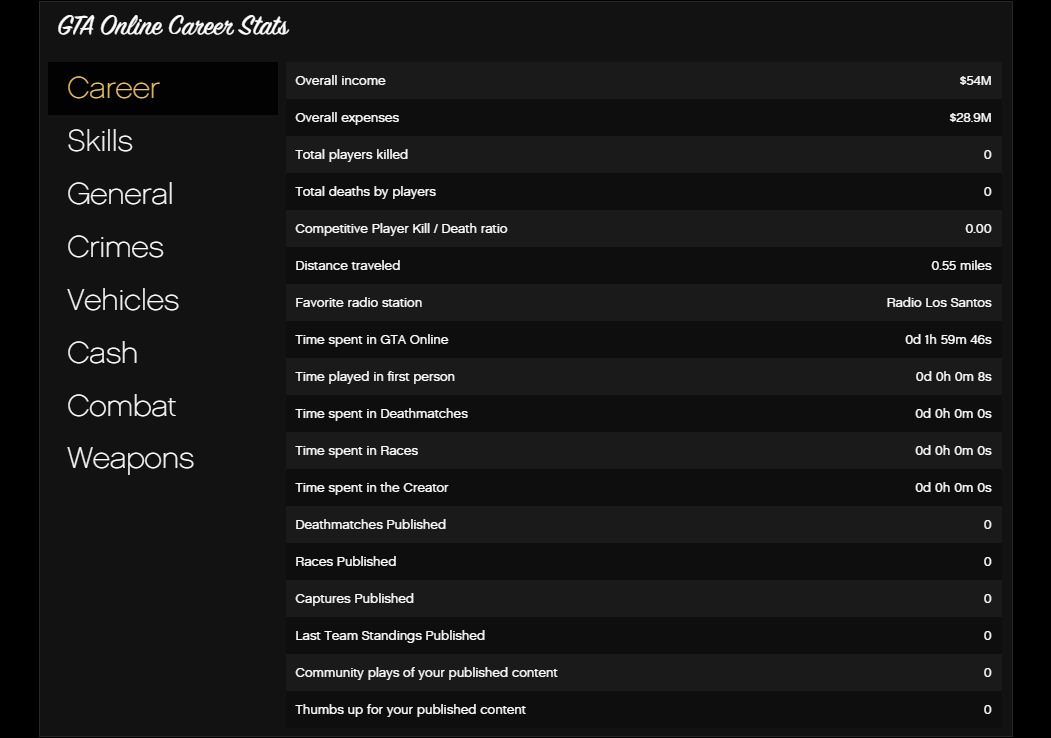 GTA Online Career Stats
Career
Skills
General
Crimes
Vehicles
Cash
Combat
Weapons
Overall income $54M
Overall expenses $28.9M
Total players killed 0
Total deaths by players 0
Competitive Player Kill / Death ratio 0.00
Distance traveled 0.55 miles
Favorite radio station Radio Los Santos
Time spent in GTA Online 0d 1h 59m 46s
Time played in first person 0d 0h 0m 8s
Time spent in Deathmatches 0d 0h 0m 0s
Time spent in Races 0d 0h 0m 0s
Time spent in the Creator 0d 0h 0m 0s
Deathmatches Published 0
Races Published 0
Captures Published 0
Last Team Standings Published 0
Community plays of your published content 0
Thumbs up for your published content 0